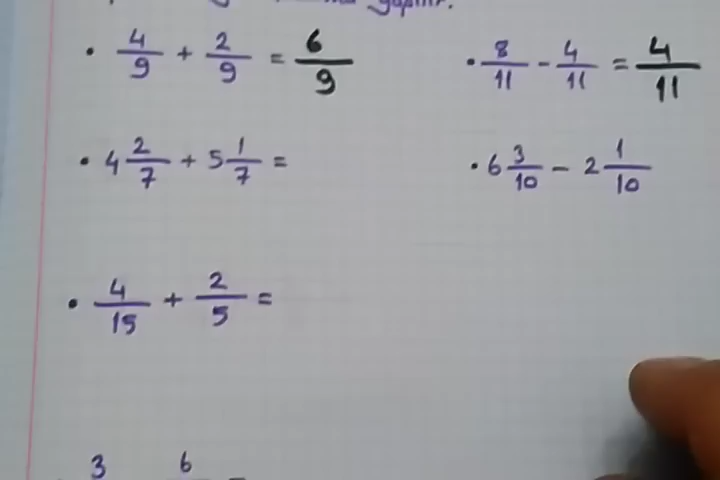 yapınız.
• 4/9 + 2/9 = 6/9
• 8/11 - 4/11 = 4/11
• 4 2/7 + 5 1/7 =
• 6 3/10 - 2 1/10
• 4/15 + 2/5 =
3 6 =